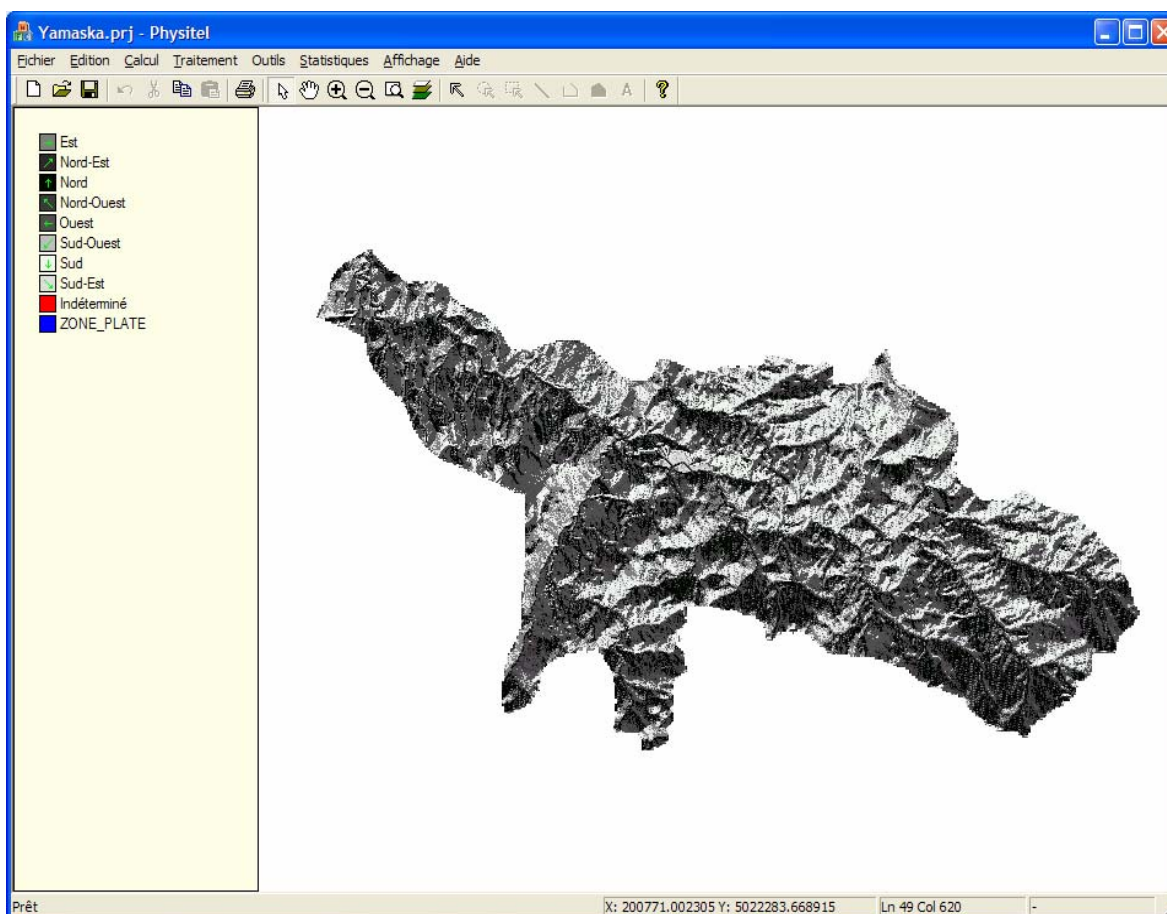 Yamaska.prj - Physitel
Fichier Edition Calcul Traitement Outils Statistiques Affichage Aide
A ?
Est
Nord-Est
Nord
Nord-Ouest
Ouest
Sud-Ouest
Sud
Sud-Est
Indéterminé
ZONE_PLATE
Prêt X: 200771.002305 Y: 5022283.668915 Ln 49 Col 620 -